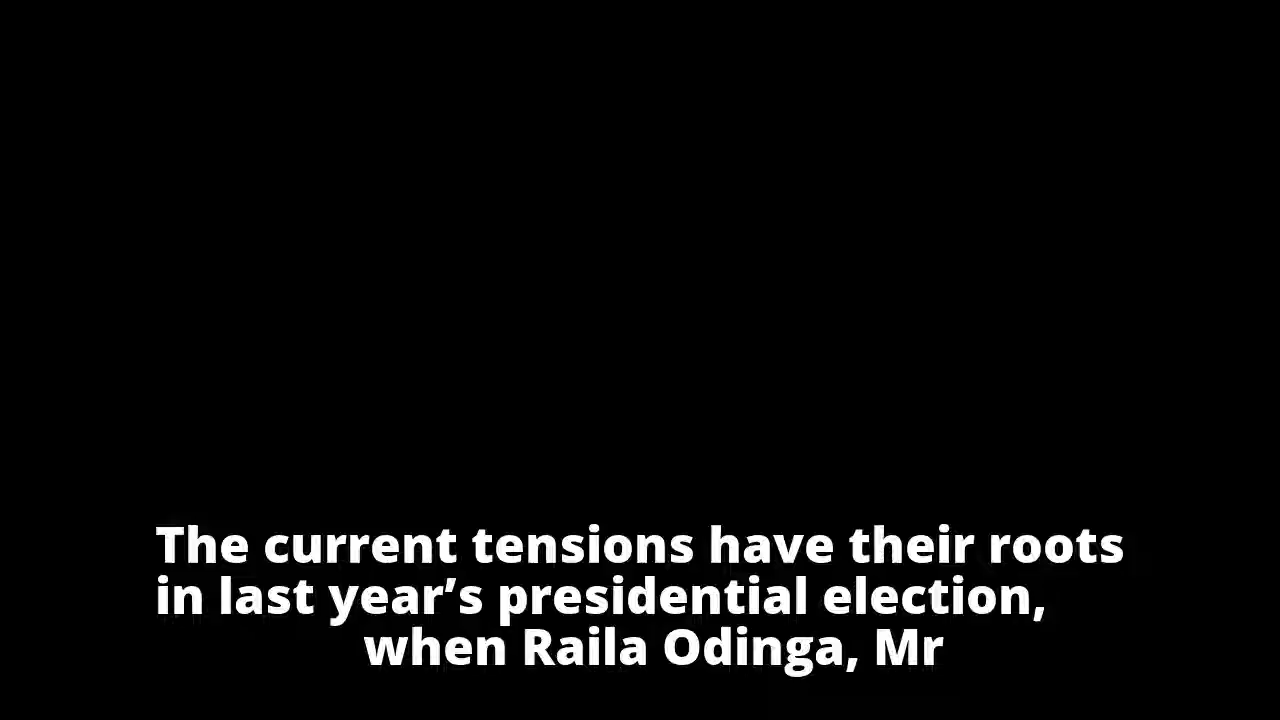 The current tensions have their roots
in last year’s presidential election,
when Raila Odinga, Mr